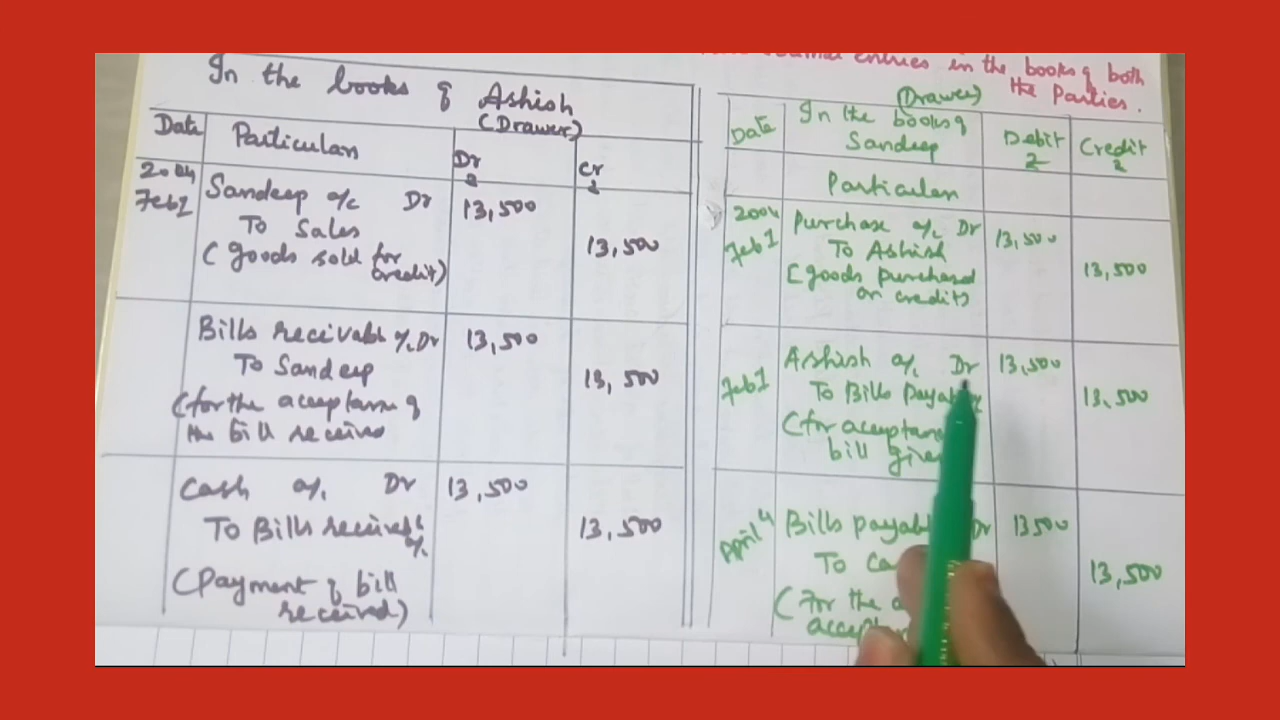 In the books of Ashish
(Drawer)
Date
Particulars
Dr
Cr
2004
Feb 1
Sandeep a/c Dr
13,500
To Sales
13,500
(goods sold for
credit)
Bills receivable a/c Dr
13,500
To Sandeep
13,500
(for the acceptance of
the bill received
Cash a/c Dr
13,500
To Bills received
a/c
13,500
(Payment of bill
received)
entries in the books of both
the Parties.
(Drawee)
Date
In the books of
Sandeep
Debit
Credit
Particulars
2004
Feb 1
Purchase a/c Dr
13,500
To Ashish
13,500
(goods purchased
on credit)
Feb 1
Ashish a/c Dr
13,500
To Bills Payable
13,500
(for acceptance
bill given
April 4
Bills payable Dr
13500
To
13,500
(For the